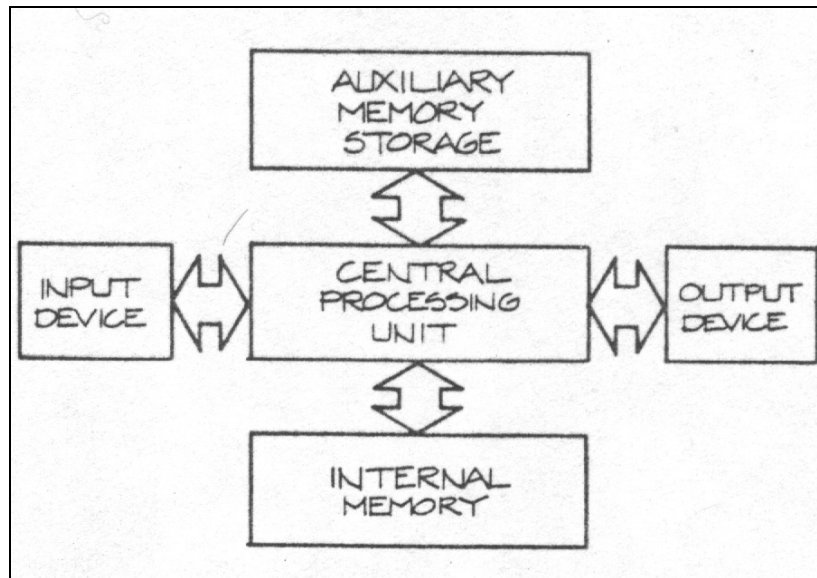 AUXILIARY
MEMORY
STORAGE
INPUT
DEVICE
CENTRAL
PROCESSING
UNIT
OUTPUT
DEVICE
INTERNAL
MEMORY